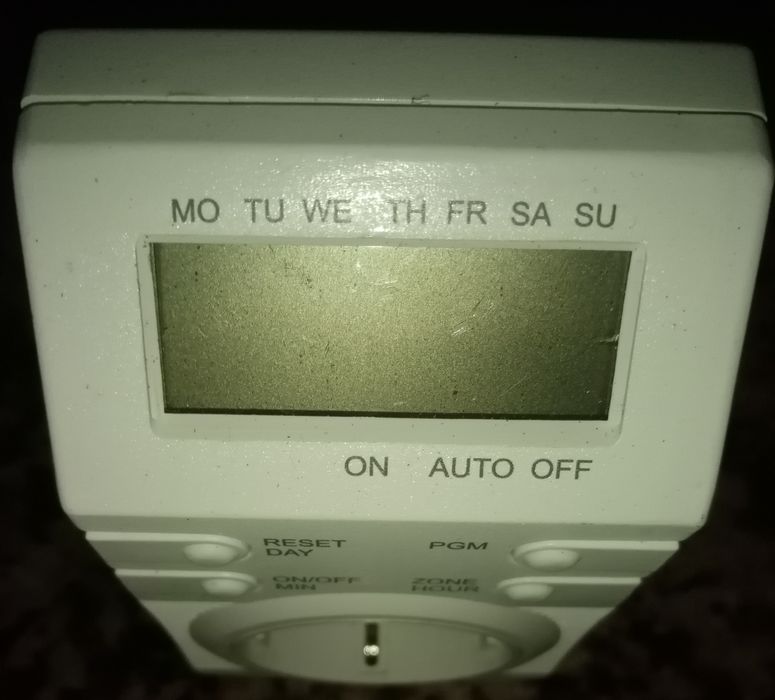 MO TU WE TH FR SA SU
ON AUTO OFF
RESET PGM
DAY
ON/OFF ZONE
MIN HOUR